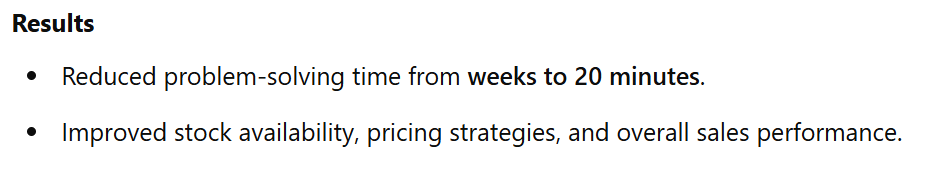 Results
• Reduced problem-solving time from weeks to 20 minutes.
• Improved stock availability, pricing strategies, and overall sales performance.